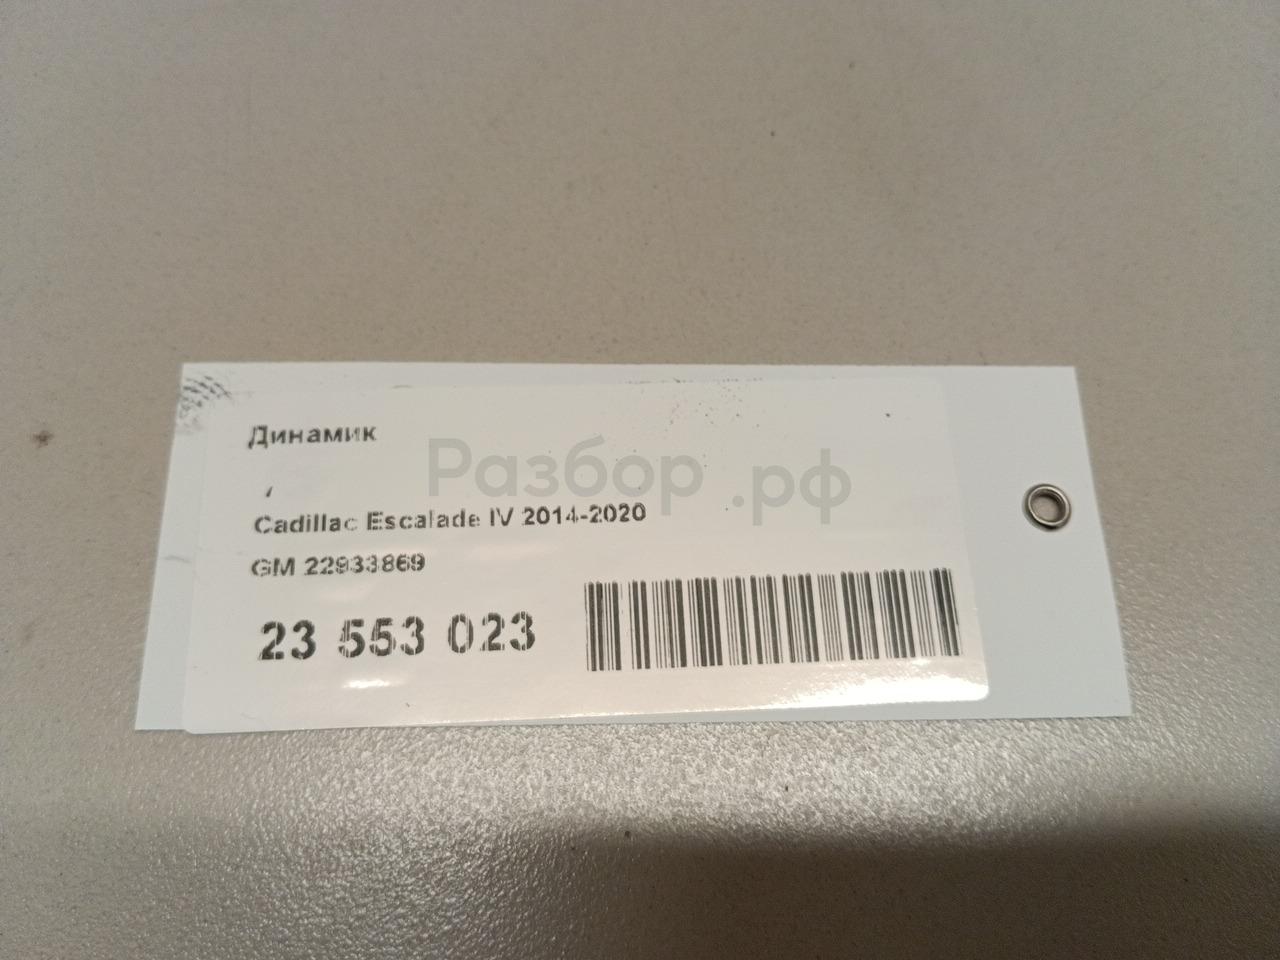 Динамик
Разбор.рф
,
Cadillac Escalade IV 2014-2020
GM 22933869
23 553 023